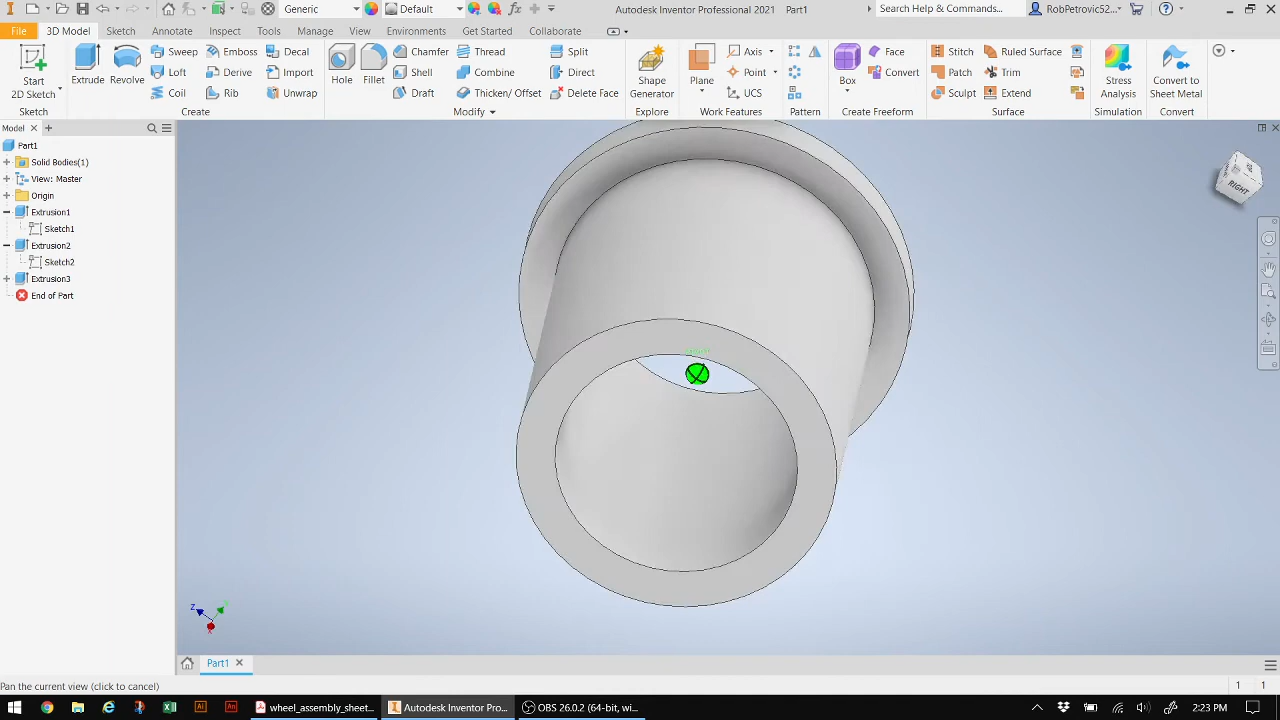 Generic
Default
Autodesk Inventor Professional 2021 Part1
Search Help & Commands...
RobPetrovic52...
File
3D Model
Sketch
Annotate
Inspect
Tools
Manage
View
Environments
Get Started
Collaborate
Start
2D Sketch
Sketch
Extrude
Revolve
Sweep
Loft
Coil
Emboss
Derive
Rib
Decal
Import
Unwrap
Create
Hole
Fillet
Chamfer
Shell
Draft
Thread
Combine
Thicken/ Offset
Split
Direct
Delete Face
Modify
Shape
Generator
Explore
Plane
Axis
Point
UCS
Work Features
Pattern
Box
Face
Convert
Create Freeform
Stitch
Patch
Sculpt
Ruled Surface
Trim
Extend
Surface
Stress
Analysis
Simulation
Convert to
Sheet Metal
Convert
Model
Part1
Solid Bodies(1)
View: Master
Origin
Extrusion1
Sketch1
Extrusion2
Sketch2
Extrusion3
End of Part
RIGHT
Z
X
Part1
Pan the current view (click to cancel)
1 1
wheel_assembly_sheet...
Autodesk Inventor Pro...
OBS 26.0.2 (64-bit, wi...
2:23 PM